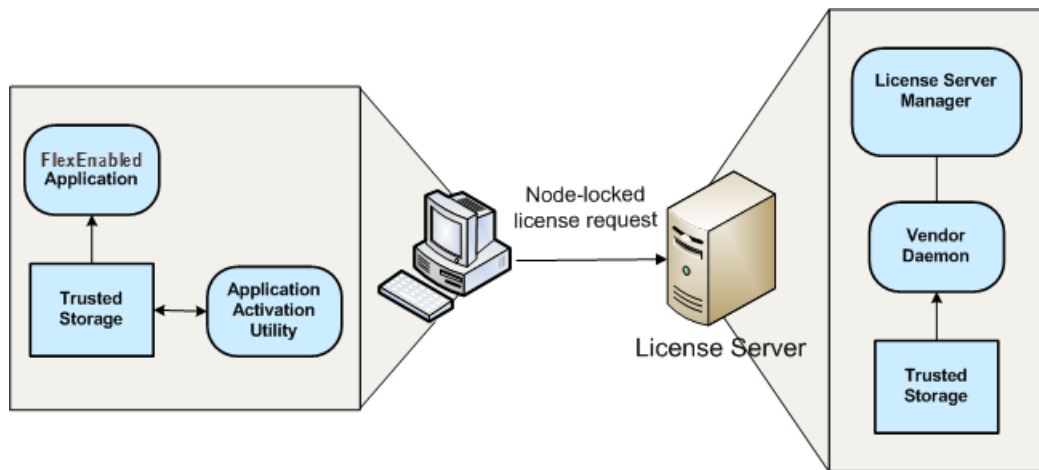 FlexEnabled
Application
Trusted
Storage
Application
Activation
Utility
Node-locked
license request
License Server
License Server
Manager
Vendor
Daemon
Trusted
Storage